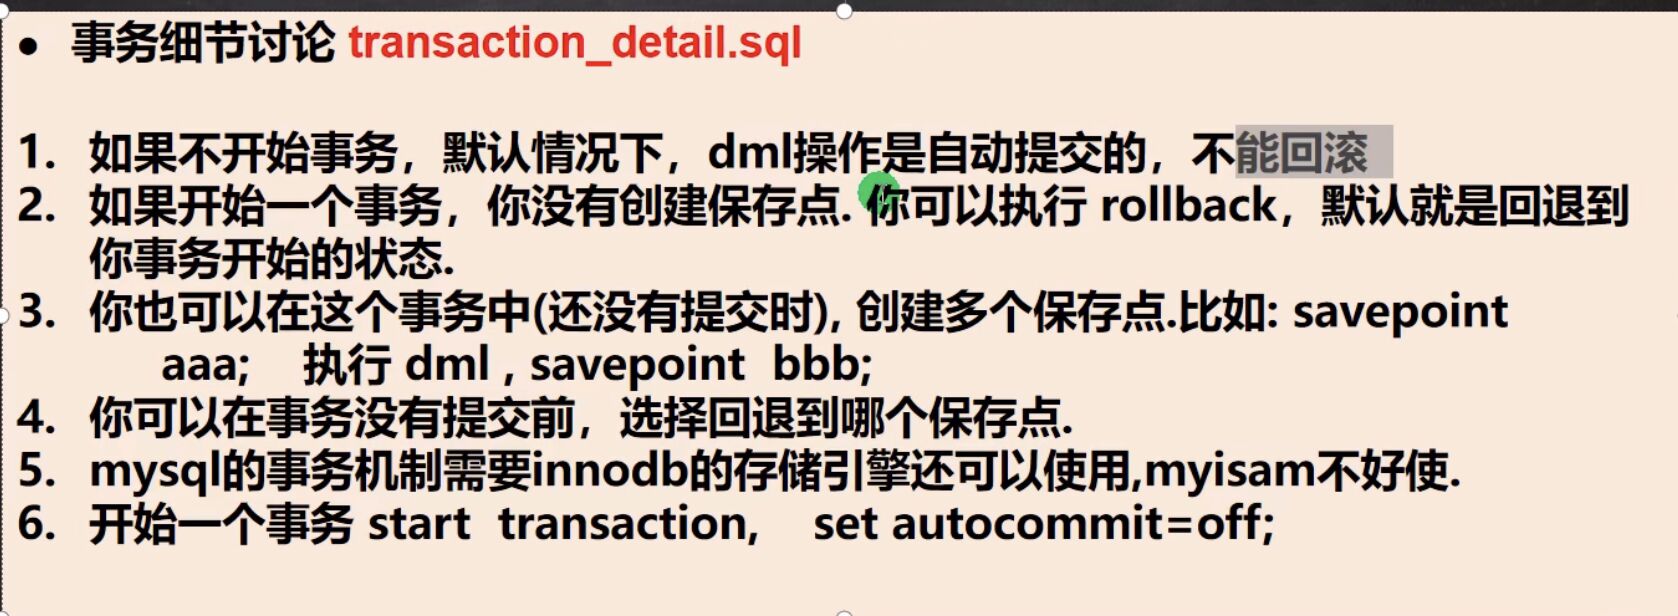 ● 事务细节讨论 transaction_detail.sql
1. 如果不开始事务，默认情况下，dml操作是自动提交的，不能回滚
2. 如果开始一个事务，你没有创建保存点. 你可以执行 rollback，默认就是回退到
你事务开始的状态.
3. 你也可以在这个事务中(还没有提交时), 创建多个保存点.比如: savepoint
aaa; 执行 dml , savepoint bbb;
4. 你可以在事务没有提交前，选择回退到哪个保存点.
5. mysql的事务机制需要innodb的存储引擎还可以使用,myisam不好使.
6. 开始一个事务 start transaction, set autocommit=off;